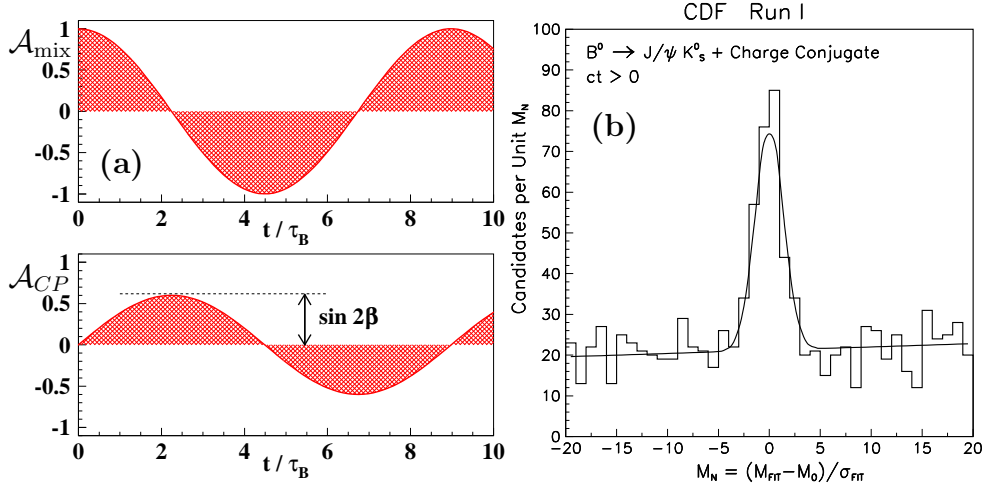 𝒜mix
1
0.5
0
-0.5
-1
(a)
0 2 4 6 8 10
t / τB
𝒜CP
1
0.5
0
-0.5
-1
sin 2β
0 2 4 6 8 10
t / τB
CDF Run I
B⁰ → J/ψ K⁰s + Charge Conjugate
ct > 0
(b)
Candidates per Unit MN
100
90
80
70
60
50
40
30
20
10
0
-20 -15 -10 -5 0 5 10 15 20
MN = (MFIT-M0)/σFIT